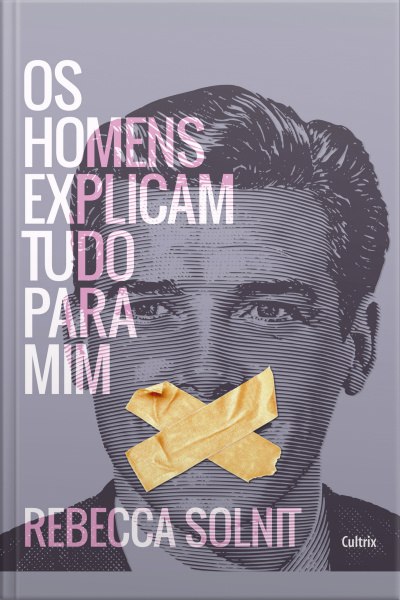 OS
HOMENS
EXPLICAM
TUDO
PARA
MIM
REBECCA SOLNIT
Cultrix